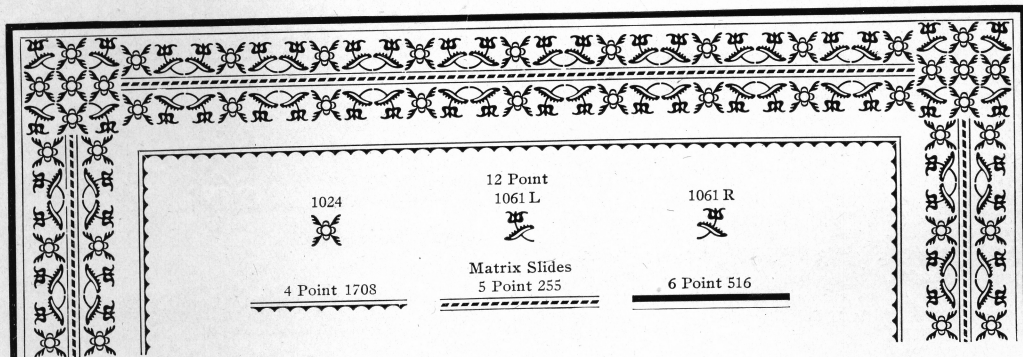 12 Point
1024 1061 L 1061 R
Matrix Slides
4 Point 1708 5 Point 255 6 Point 516